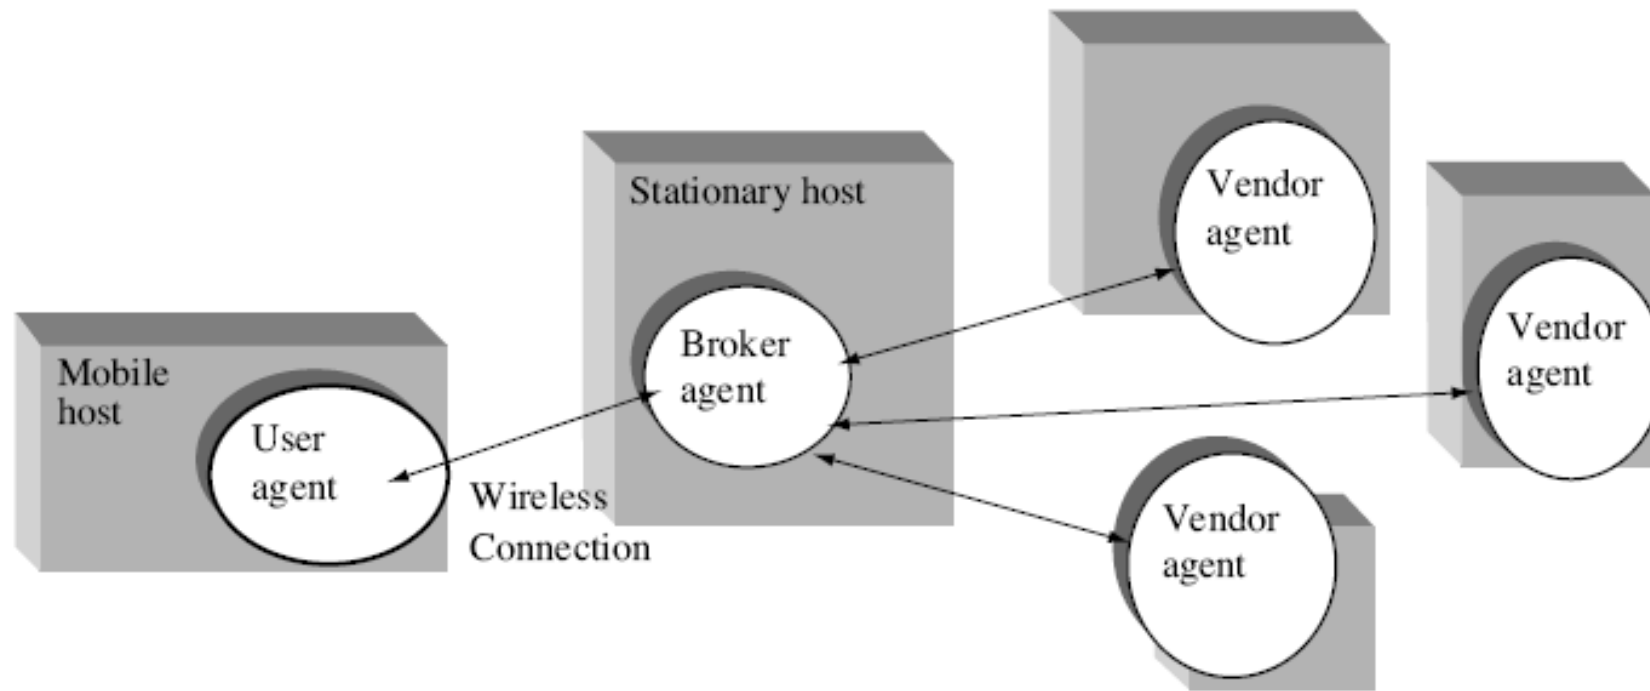 Mobile
host
User
agent
Wireless
Connection
Stationary host
Broker
agent
Vendor
agent
Vendor
agent
Vendor
agent